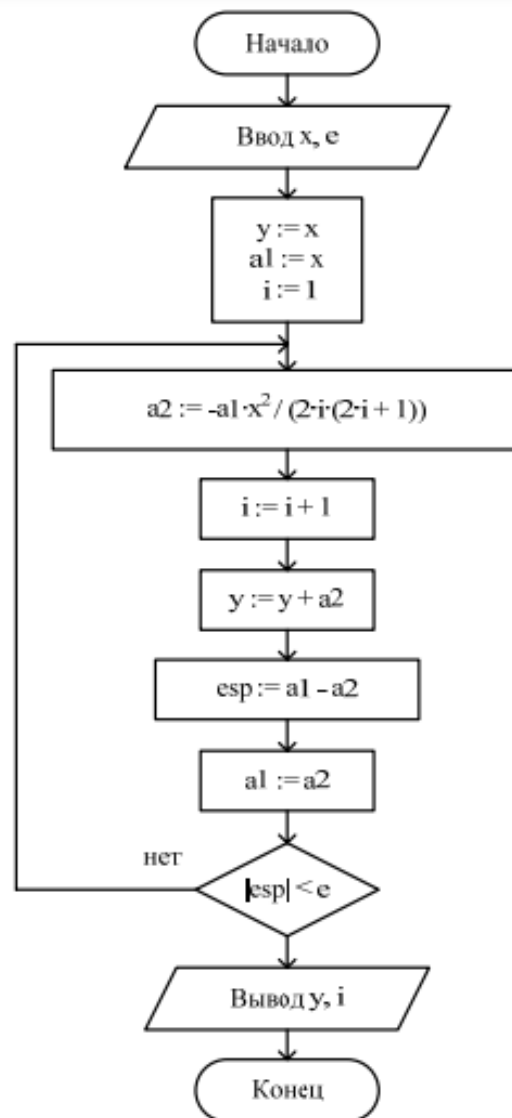 Начало
Ввод x, e
y := x
a1 := x
i := 1
a2 := -a1·x²/ (2·i·(2·i + 1))
i := i + 1
y := y + a2
esp := a1 - a2
a1 := a2
нет
|esp| < e
Вывод y, i
Конец